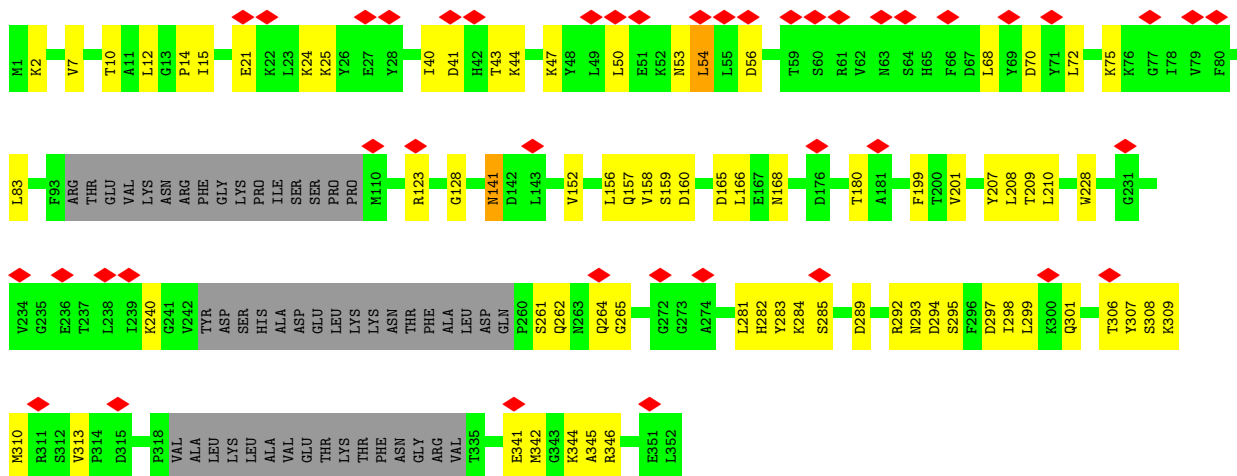 M1 K2 V7 T10 A11 L12 G13 P14 I15 E21 K22 L23 K24 K25 Y26 E27 Y28 I40 D41 H42 T43 K44 K47 Y48 L49 L50 E51 K52 N53 L54 L55 D56 T59 S60 R61 V62 N63 S64 H65 F66 D67 L68 Y69 D70 Y71 L72 K75 K76 G77 I78 V79 F80
L83 F93 ARG THR GLU VAL LYS ASN ARG PHE GLY LYS PRO ILE SER SER PRO PRO M110 R123 G128 N141 D142 L143 V152 L156 Q157 V158 S159 D160 D165 L166 E167 N168 D176 T180 A181 F199 T200 V201 Y207 L208 T209 L210 W228 G231
V234 G235 E236 T237 L238 I239 K240 G241 V242 TYR ASP SER HIS ALA ASP GLU LEU LYS LYS ASN THR PHE ALA LEU ASP GLN P260 S261 Q262 N263 Q264 G265 G272 G273 A274 L281 H282 Y283 K284 S285 D289 R292 N293 D294 S295 F296 D297 I298 L299 K300 Q301 T306 Y307 S308 K309
M310 R311 S312 V313 P314 D315 P318 VAL ALA LEU LYS LEU ALA VAL GLU THR LYS THR PHE ASN GLY ARG VAL T335 E341 M342 G343 K344 A345 R346 E351 L352